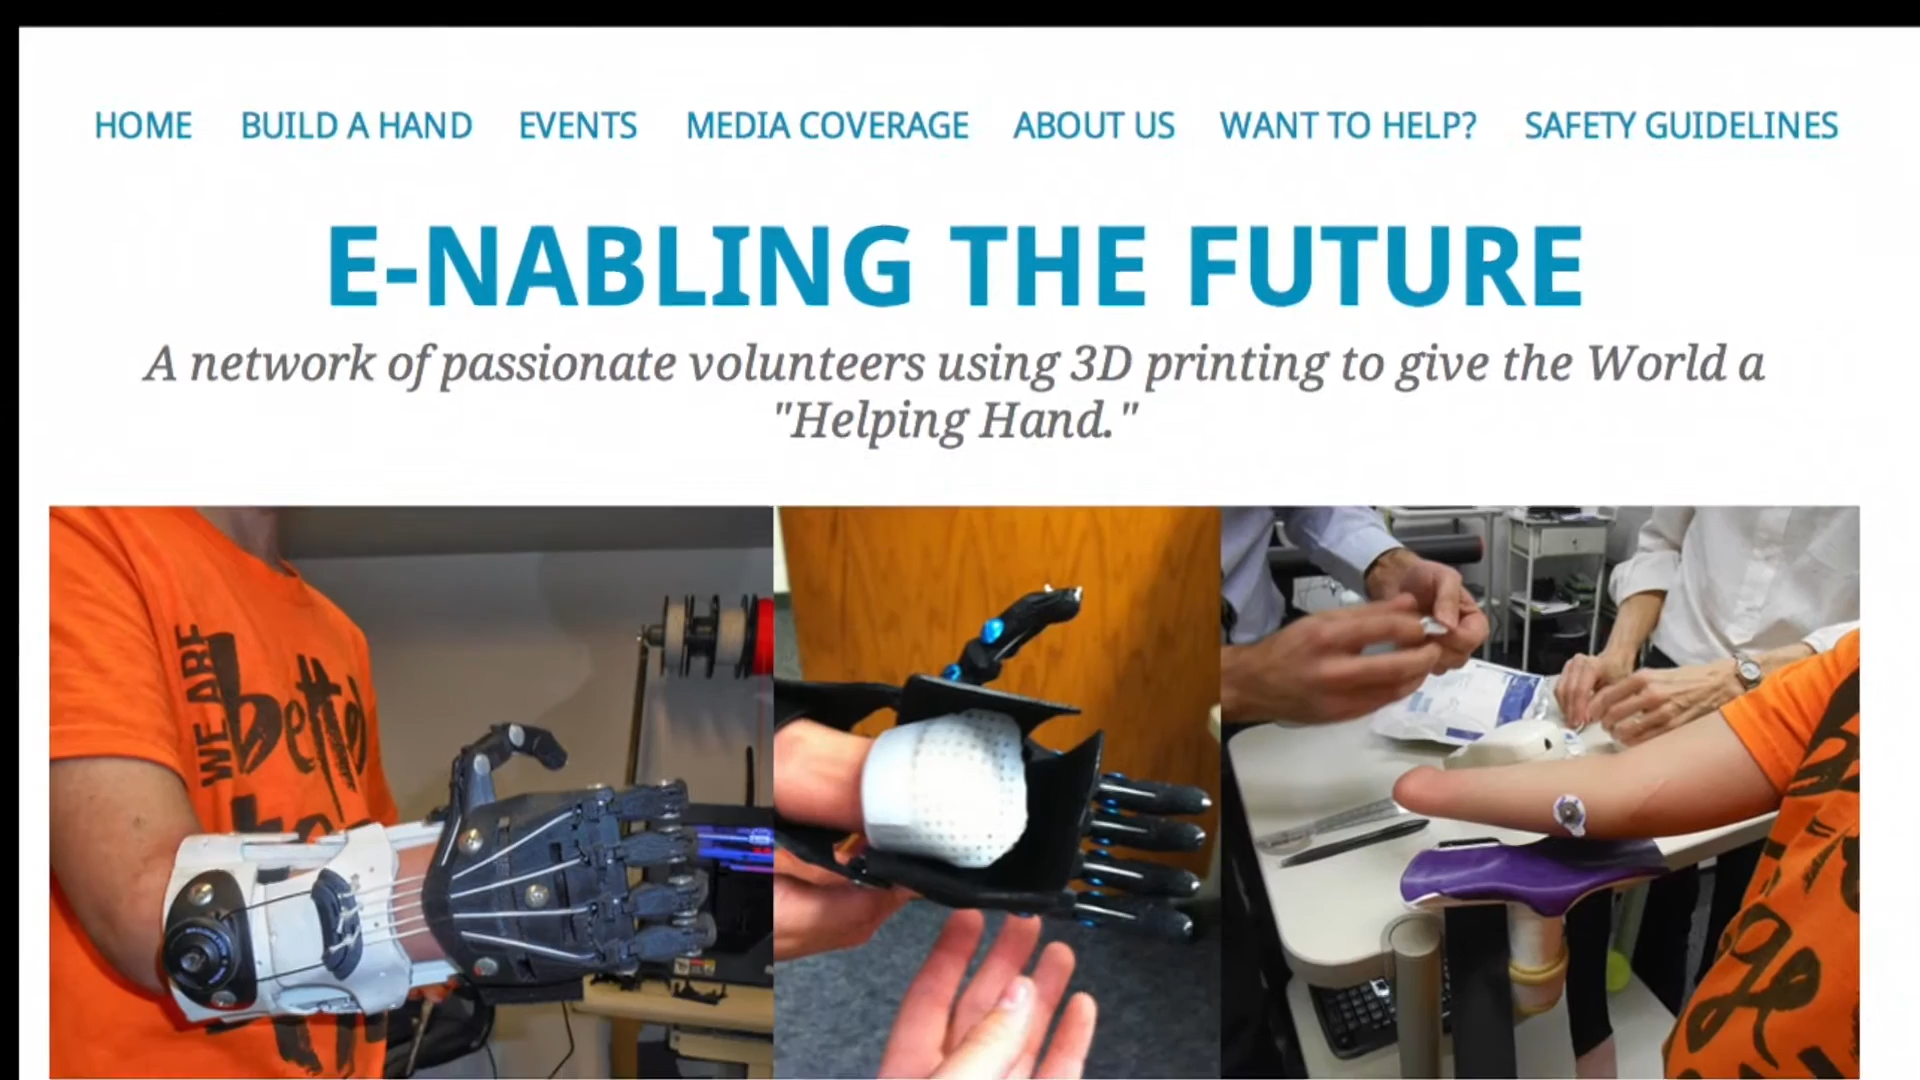 HOME BUILD A HAND EVENTS MEDIA COVERAGE ABOUT US WANT TO HELP? SAFETY GUIDELINES
E-NABLING THE FUTURE
A network of passionate volunteers using 3D printing to give the World a
"Helping Hand."
WE ARE
better